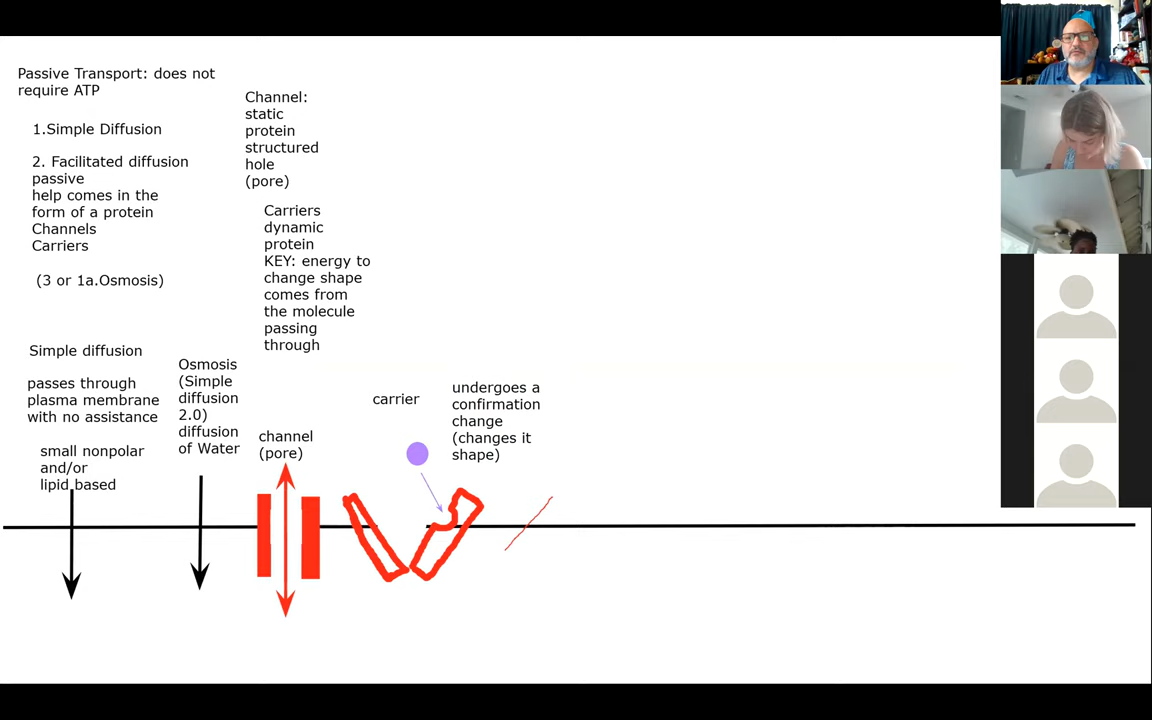 Passive Transport: does not
require ATP
1.Simple Diffusion
2. Facilitated diffusion
passive
help comes in the
form of a protein
Channels
Carriers
(3 or 1a.Osmosis)
Channel:
static
protein
structured
hole
(pore)
Carriers
dynamic
protein
KEY: energy to
change shape
comes from
the molecule
passing
through
Simple diffusion
passes through
plasma membrane
with no assistance
small nonpolar
and/or
lipid based
Osmosis
(Simple
diffusion
2.0)
diffusion
of Water
channel
(pore)
carrier
undergoes a
confirmation
change
(changes it
shape)